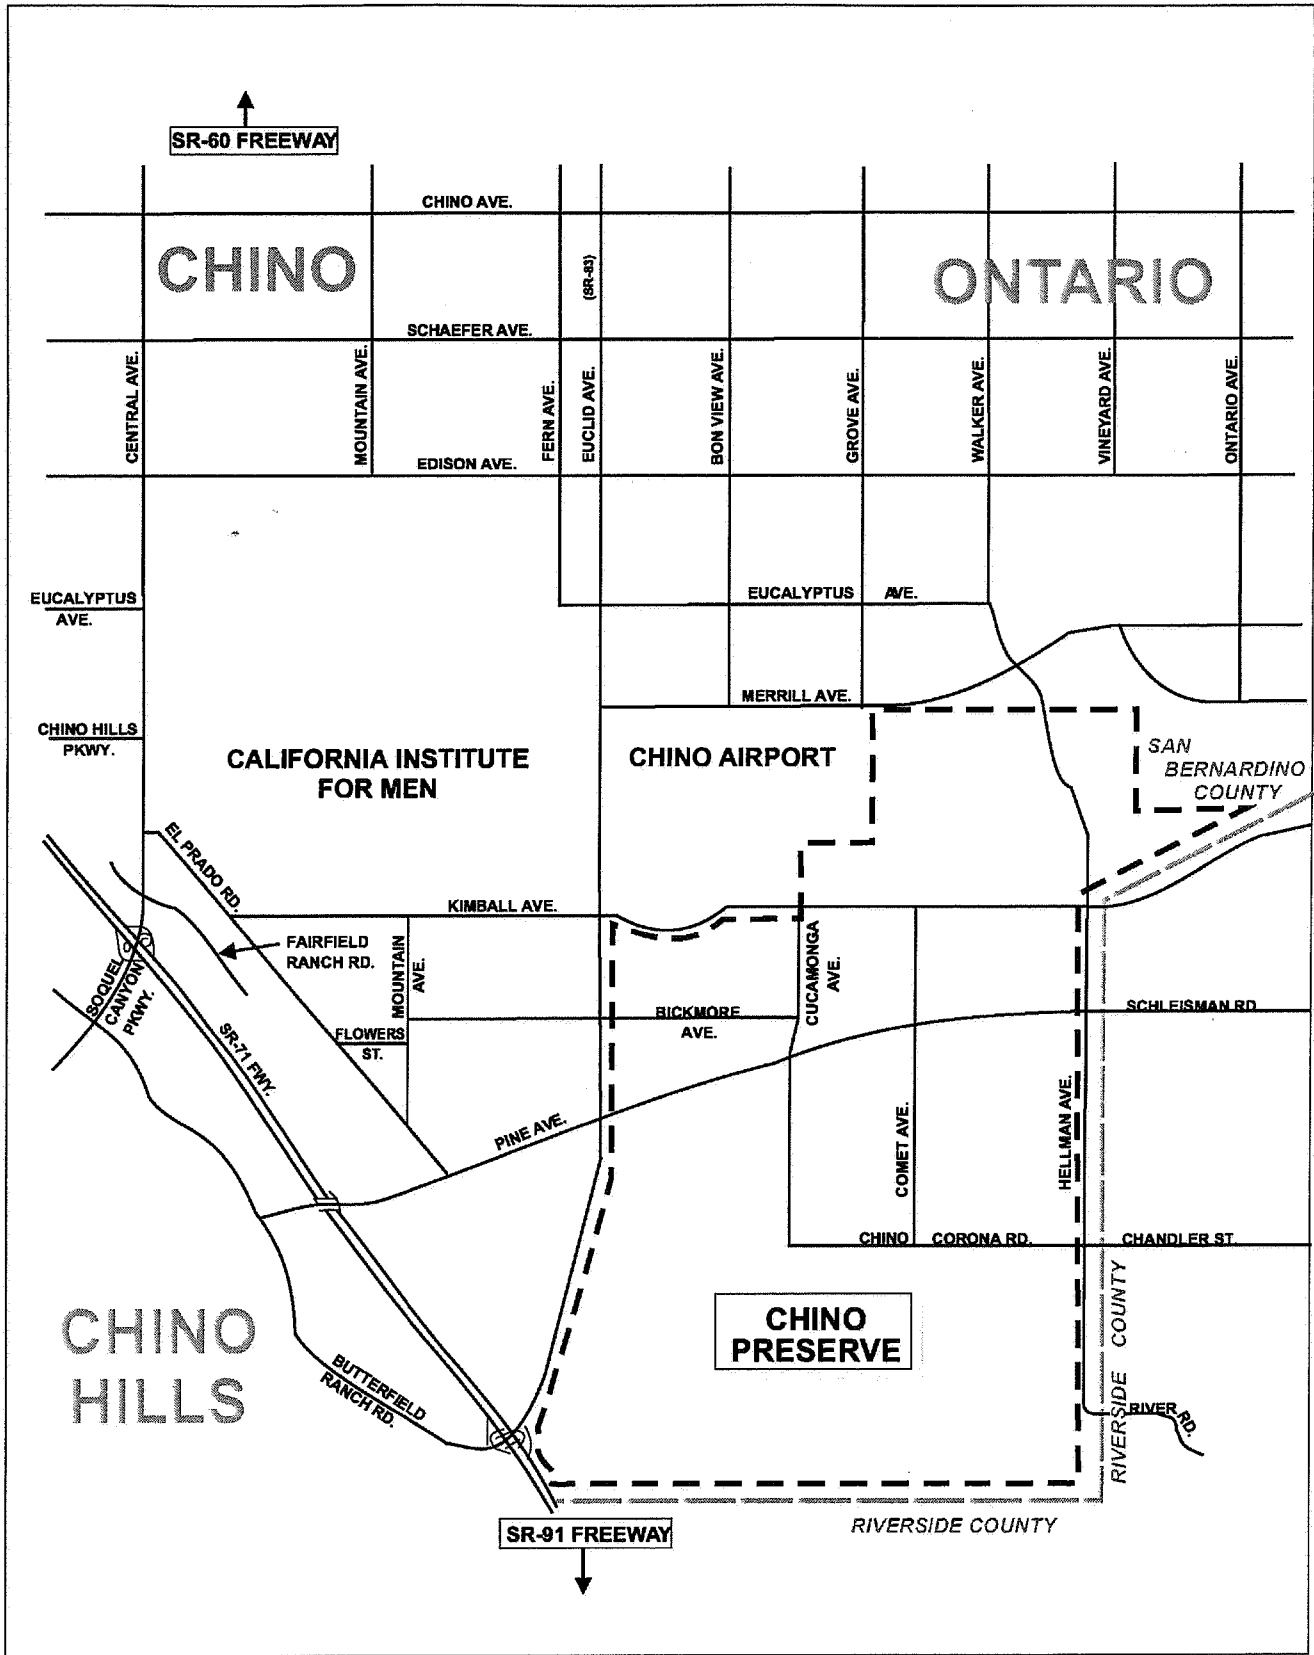 SR-60 FREEWAY
CHINO AVE.
CHINO
ONTARIO
(SR-83)
SCHAEFER AVE.
CENTRAL AVE.
MOUNTAIN AVE.
FERN AVE.
EUCLID AVE.
BON VIEW AVE.
GROVE AVE.
WALKER AVE.
VINEYARD AVE.
ONTARIO AVE.
EDISON AVE.
EUCALYPTUS
AVE.
EUCALYPTUS AVE.
MERRILL AVE.
CHINO HILLS
PKWY.
CALIFORNIA INSTITUTE
FOR MEN
CHINO AIRPORT
SAN
BERNARDINO
COUNTY
EL PRADO RD.
KIMBALL AVE.
FAIRFIELD
RANCH RD.
MOUNTAIN
AVE.
CUCAMONGA
AVE.
SOQUEL
CANYON
PKWY.
BICKMORE
AVE.
SCHLEISMAN RD
FLOWERS
ST.
SR-71 FWY.
PINE AVE.
COMET AVE.
HELLMAN AVE.
CHINO CORONA RD.
CHANDLER ST.
CHINO
HILLS
CHINO
PRESERVE
RIVERSIDE COUNTY
BUTTERFIELD
RANCH RD.
RIVER RD.
SR-91 FREEWAY
RIVERSIDE COUNTY